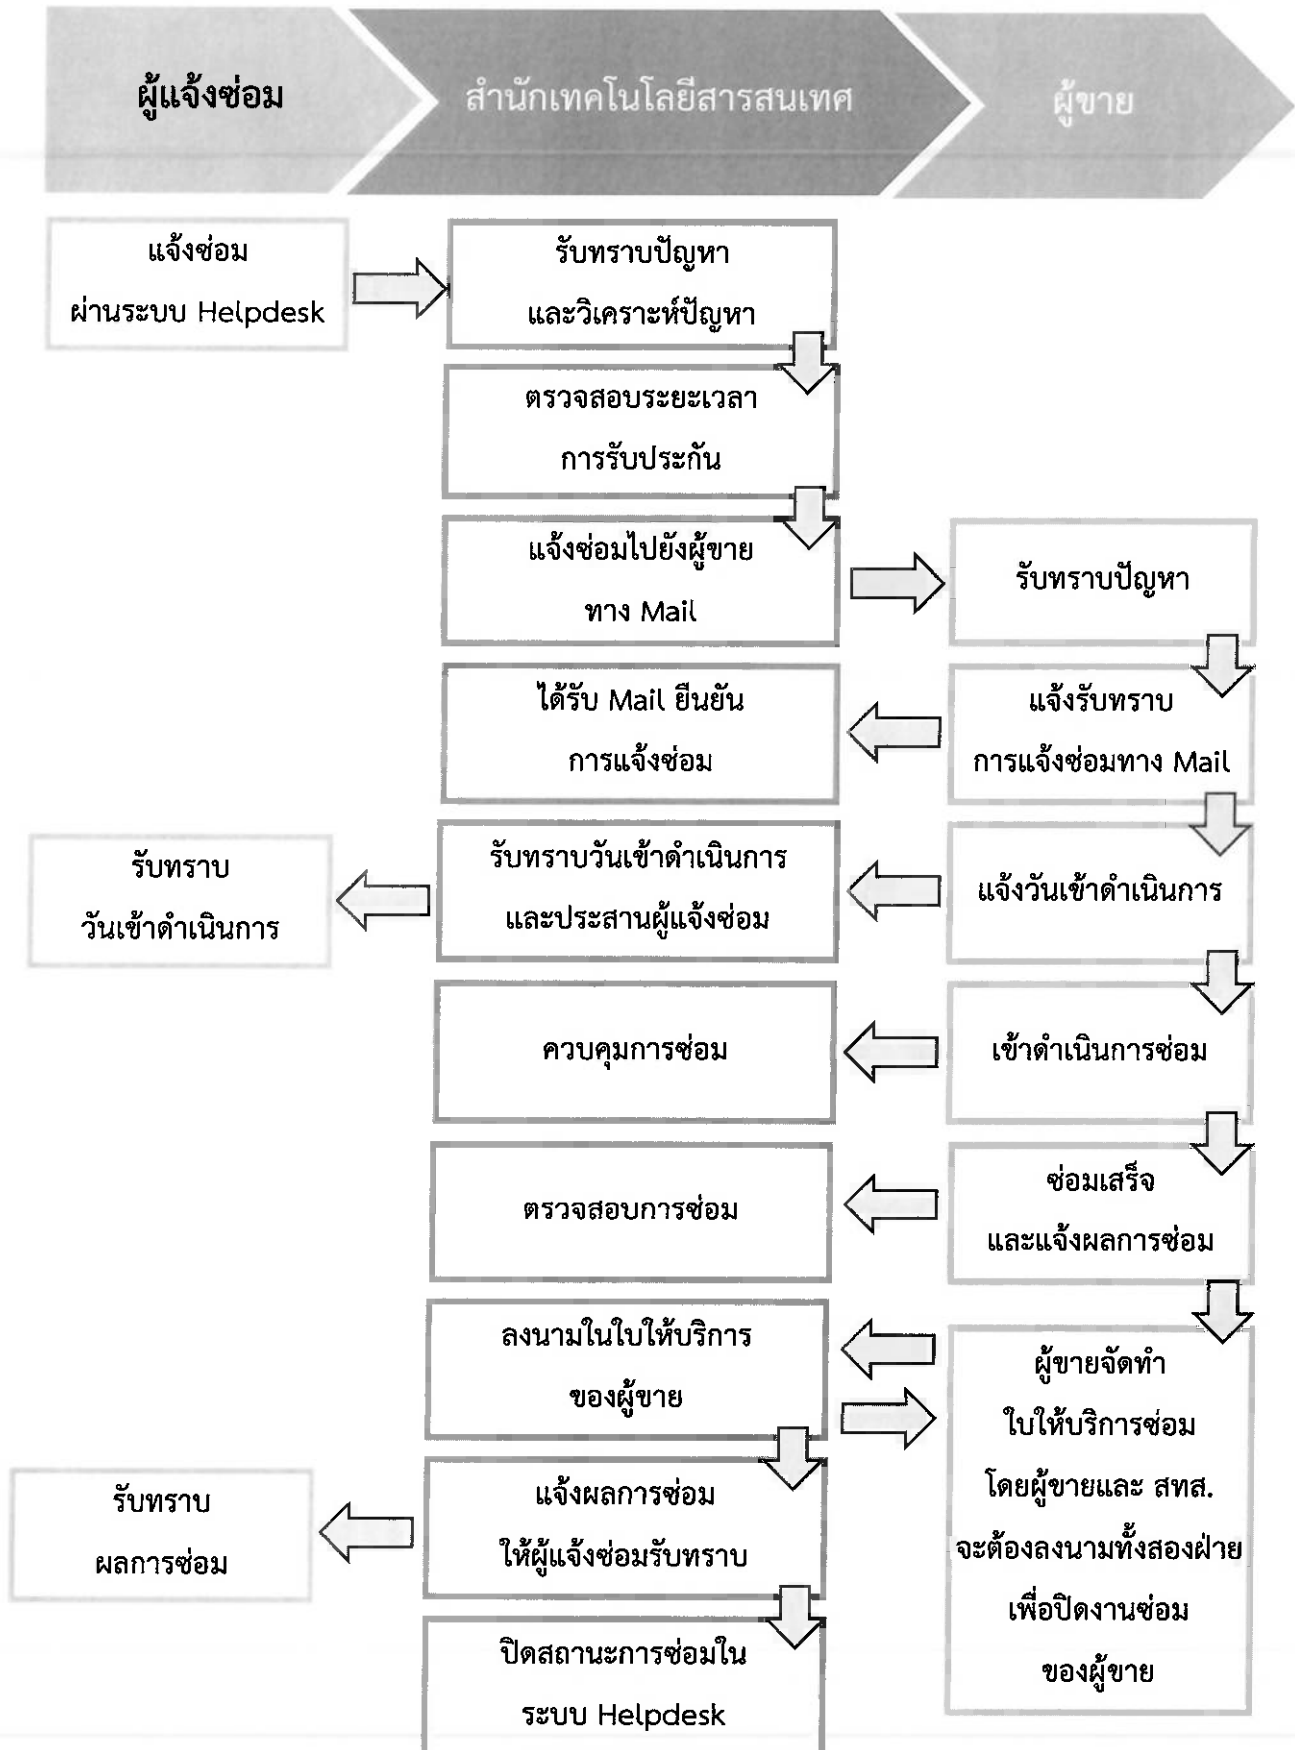 ผู้แจ้งซ่อม
สำนักเทคโนโลยีสารสนเทศ
ผู้ขาย
แจ้งซ่อม
ผ่านระบบ Helpdesk
รับทราบปัญหา
และวิเคราะห์ปัญหา
ตรวจสอบระยะเวลา
การรับประกัน
แจ้งซ่อมไปยังผู้ขาย
ทาง Mail
รับทราบปัญหา
ได้รับ Mail ยืนยัน
การแจ้งซ่อม
แจ้งรับทราบ
การแจ้งซ่อมทาง Mail
รับทราบ
วันเข้าดำเนินการ
รับทราบวันเข้าดำเนินการ
และประสานผู้แจ้งซ่อม
แจ้งวันเข้าดำเนินการ
ควบคุมการซ่อม
เข้าดำเนินการซ่อม
ตรวจสอบการซ่อม
ซ่อมเสร็จ
และแจ้งผลการซ่อม
ลงนามในใบให้บริการ
ของผู้ขาย
ผู้ขายจัดทำ
ใบให้บริการซ่อม
โดยผู้ขายและ สทส.
จะต้องลงนามทั้งสองฝ่าย
เพื่อปิดงานซ่อม
ของผู้ขาย
รับทราบ
ผลการซ่อม
แจ้งผลการซ่อม
ให้ผู้แจ้งซ่อมรับทราบ
ปิดสถานะการซ่อมใน
ระบบ Helpdesk